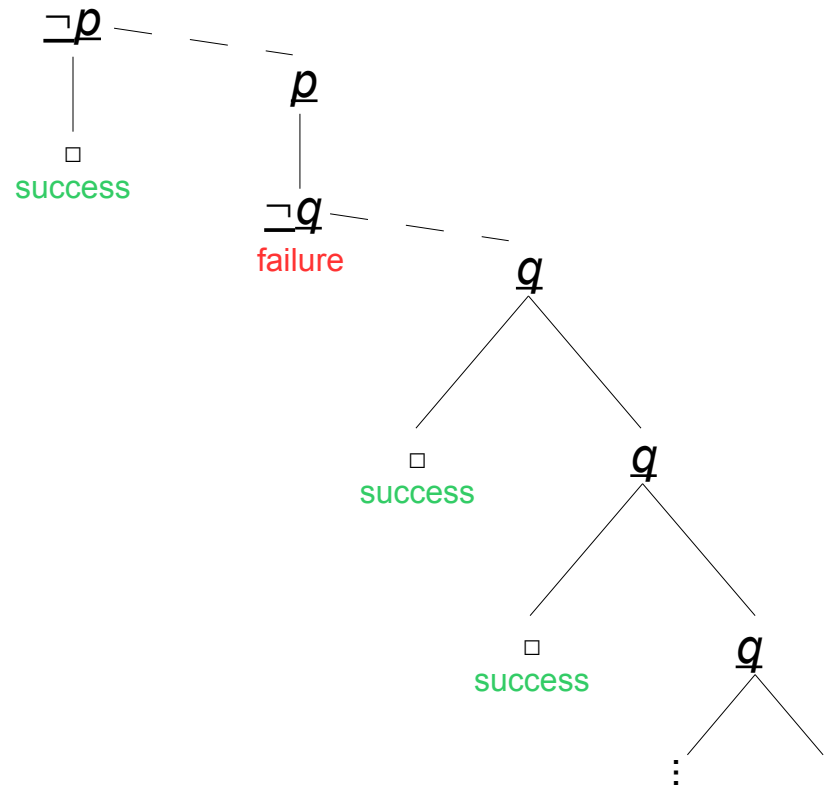 ¬p
p
□
success
¬q
failure
q
□
success
q
□
success
q
⋮